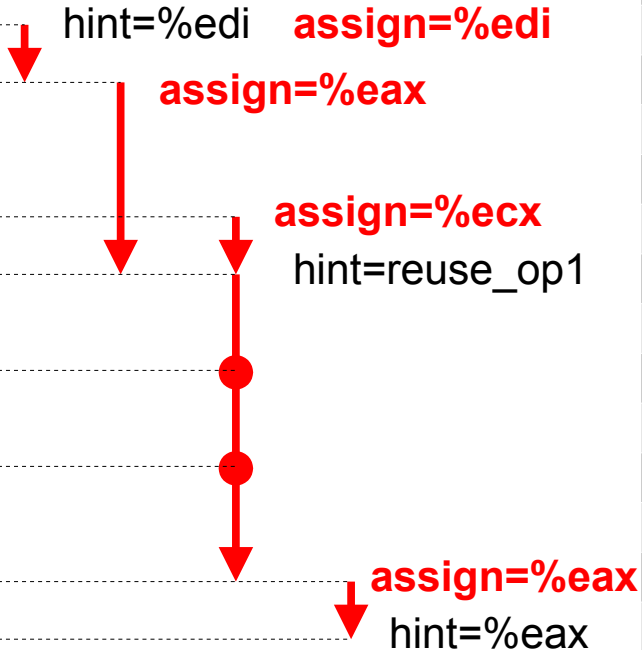 hint=%edi assign=%edi
assign=%eax
assign=%ecx
hint=reuse_op1
assign=%eax
hint=%eax